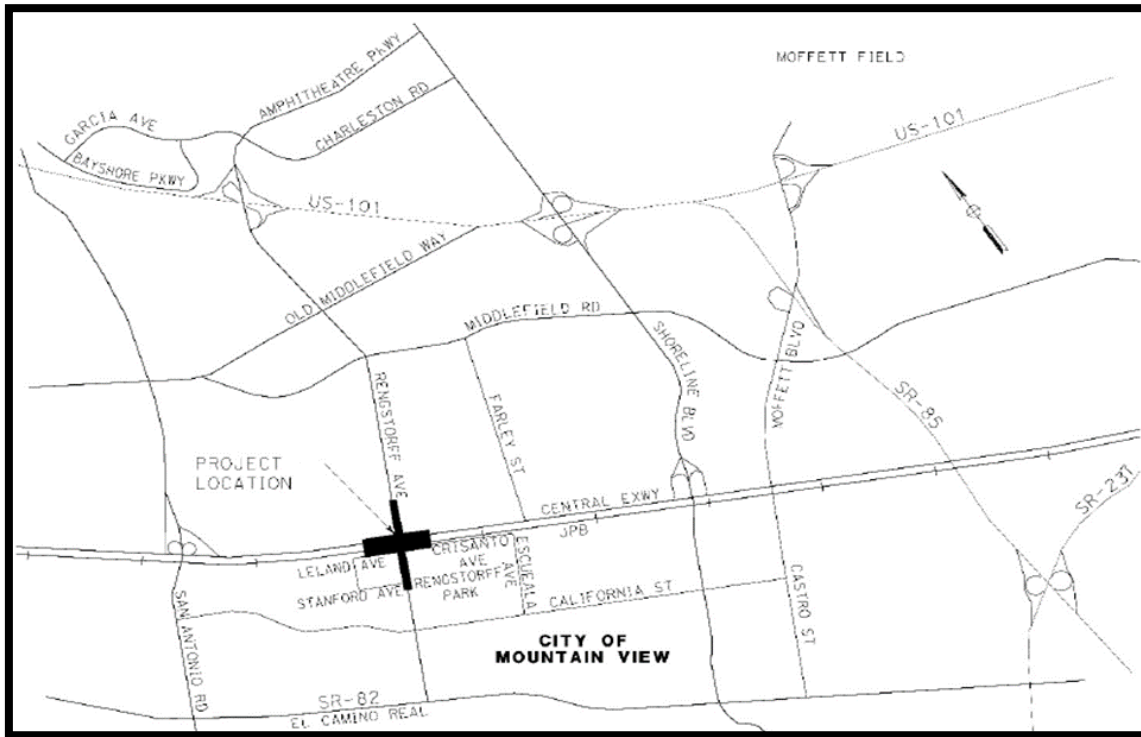 MOFFETT FIELD
AMPHITHEATRE PKWY
CHARLESTON RD
GARCIA AVE
BAYSHORE PKWY
US-101
US-101
OLD MIDDLEFIELD WAY
MIDDLEFIELD RD
SHORELINE BLVD
MOFFETT BLVD
RENGSTORFF AVE
FARLEY ST
SR-85
PROJECT
LOCATION
CENTRAL EXWY
JPB
SR-237
LELAND AVE
CRISANTO
AVE
ESCUEALA
AVE
STANFORD AVE
RENGSTORFF
PARK
CALIFORNIA ST
CASTRO ST
SAN ANTONIO RD
CITY OF
MOUNTAIN VIEW
SR-82
EL CAMINO REAL